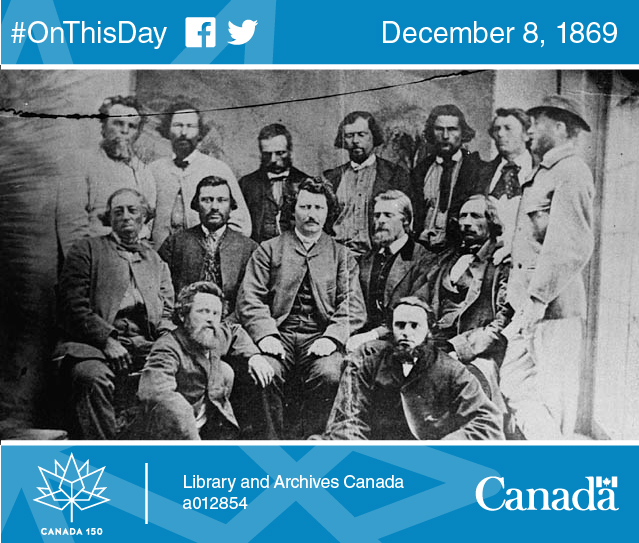 #OnThisDay
December 8, 1869
CANADA 150
Library and Archives Canada
a012854
Canada